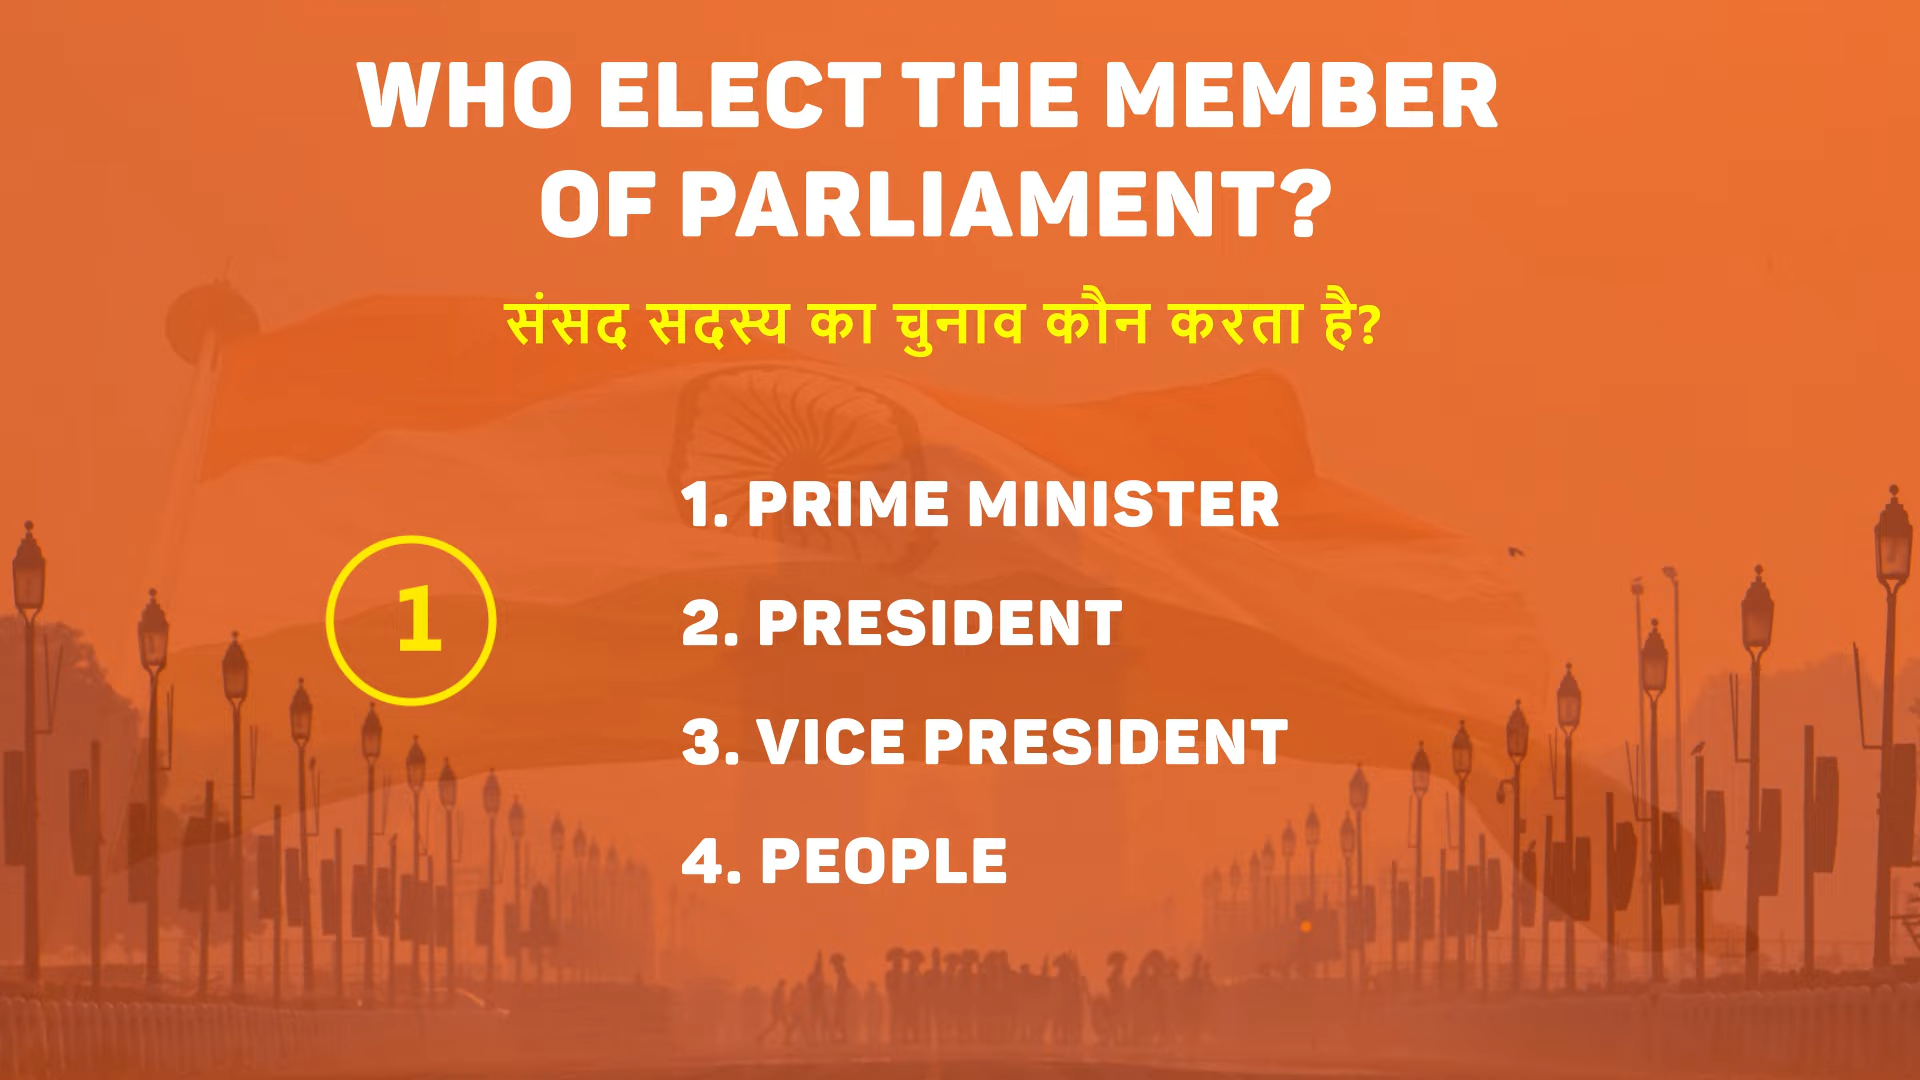 WHO ELECT THE MEMBER
OF PARLIAMENT?
संसद सदस्य का चुनाव कौन करता है?
1. PRIME MINISTER
1
2. PRESIDENT
3. VICE PRESIDENT
4. PEOPLE